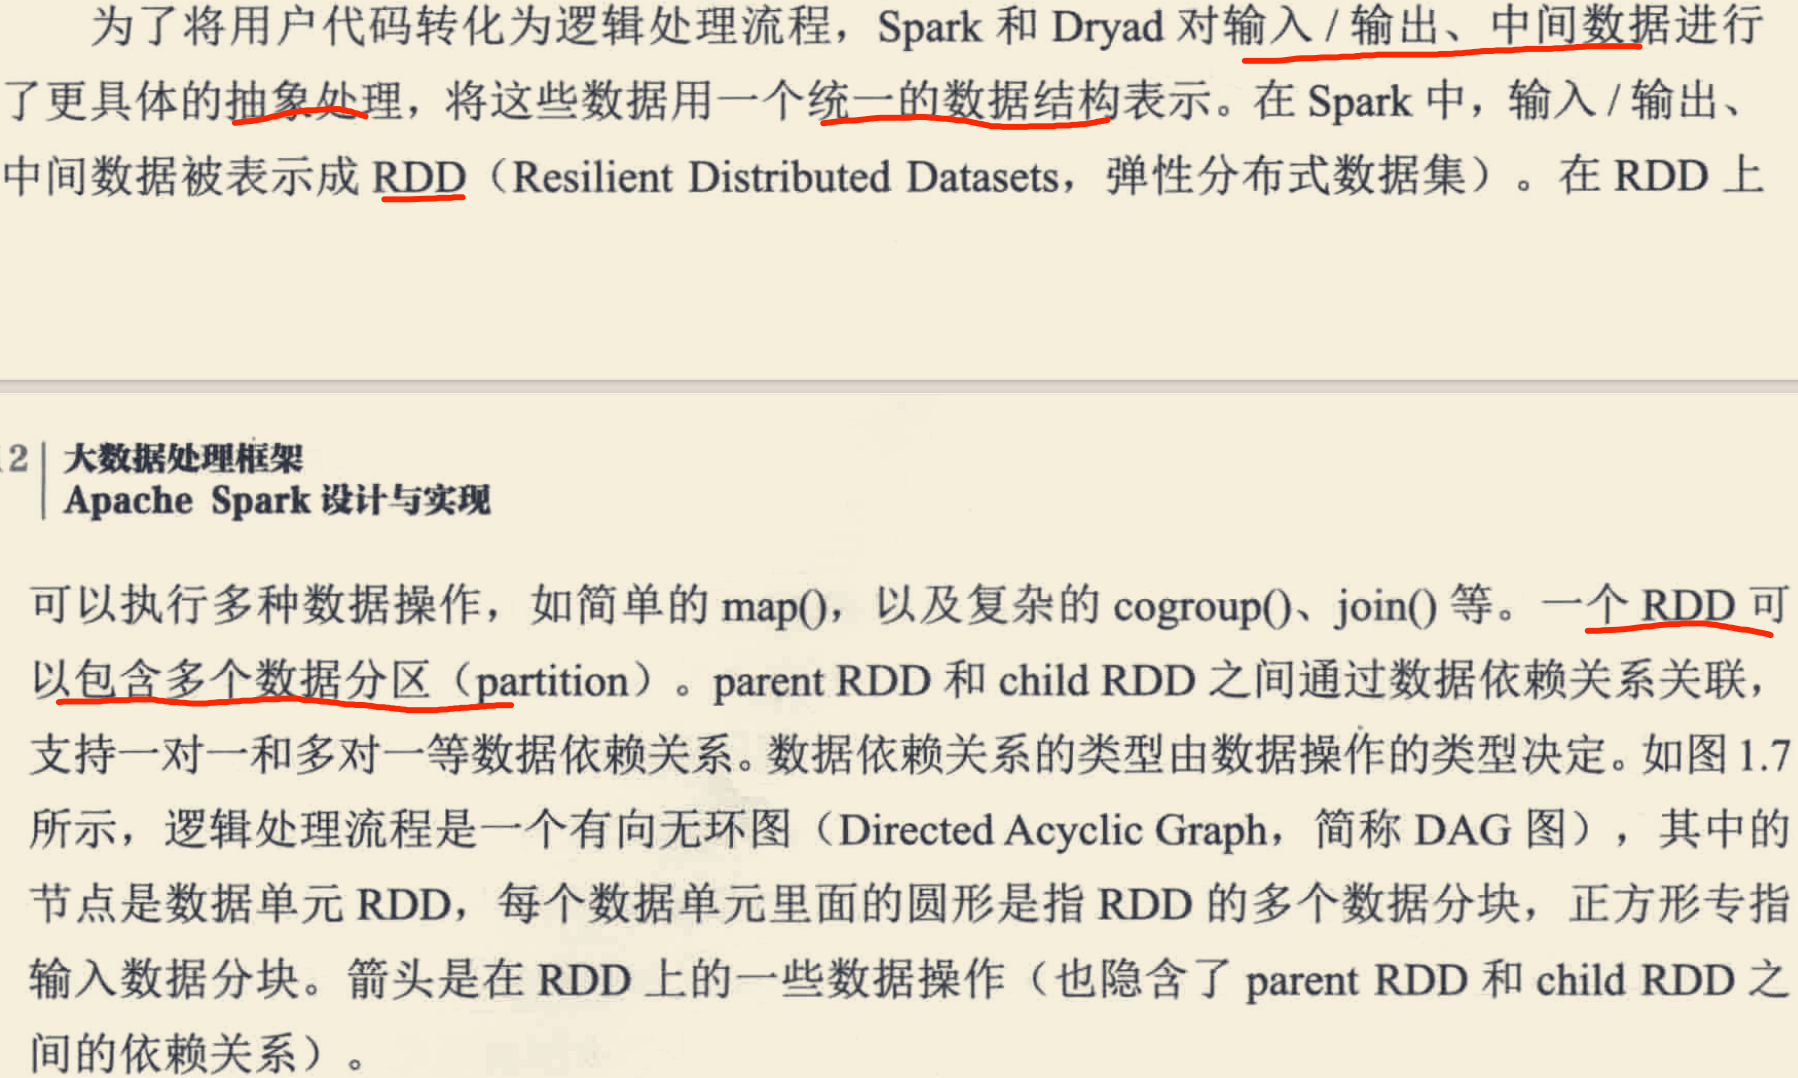 为了将用户代码转化为逻辑处理流程，Spark 和 Dryad 对输入 / 输出、中间数据进行
了更具体的抽象处理，将这些数据用一个统一的数据结构表示。在 Spark 中，输入 / 输出、
中间数据被表示成 RDD（Resilient Distributed Datasets，弹性分布式数据集）。在 RDD 上
2
大数据处理框架
Apache Spark 设计与实现
可以执行多种数据操作，如简单的 map()，以及复杂的 cogroup()、join() 等。一个 RDD 可
以包含多个数据分区（partition）。parent RDD 和 child RDD 之间通过数据依赖关系关联，
支持一对一和多对一等数据依赖关系。数据依赖关系的类型由数据操作的类型决定。如图 1.7
所示，逻辑处理流程是一个有向无环图（Directed Acyclic Graph，简称 DAG 图），其中的
节点是数据单元 RDD，每个数据单元里面的圆形是指 RDD 的多个数据分块，正方形专指
输入数据分块。箭头是在 RDD 上的一些数据操作（也隐含了 parent RDD 和 child RDD 之
间的依赖关系）。